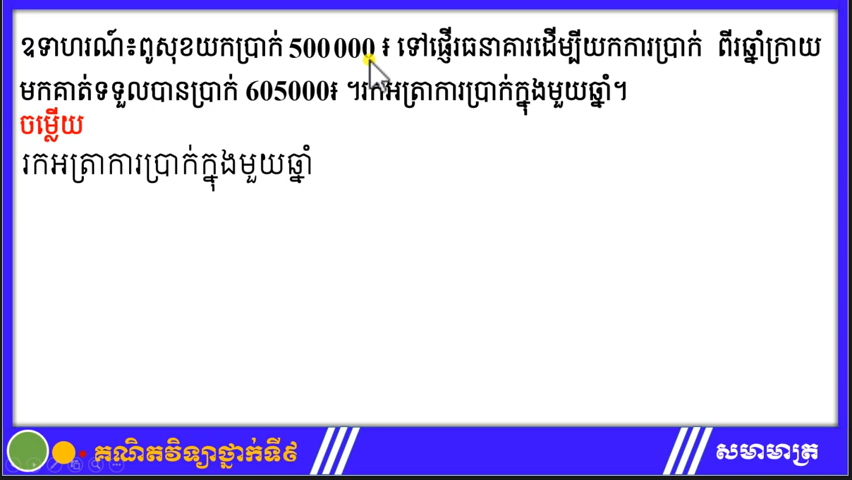 ឧទាហរណ៍៖ពូសុខយកប្រាក់ 500 000 ៛ ទៅផ្ញើរធនាគារដើម្បីយកការប្រាក់ ពីរឆ្នាំក្រោយ
មកគាត់ទទួលបានប្រាក់ 605000៛ ។រកអត្រាការប្រាក់ក្នុងមួយឆ្នាំ។
ចម្លើយ
រកអត្រាការប្រាក់ក្នុងមួយឆ្នាំ
គណិតវិទ្យាថ្នាក់ទី៩
សមាមាត្រ